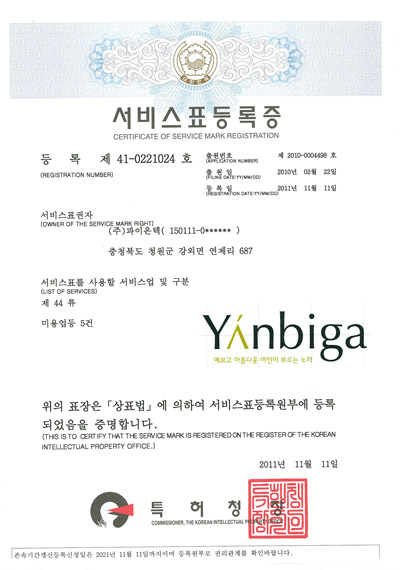 서비스표등록증
CERTIFICATE OF SERVICE MARK REGISTRATION
등 록 제 41-0221024 호
(REGISTRATION NUMBER)
출원번호 제 2010-0004498 호
(APPLICATION NUMBER)
출 원 일 2010년 02월 22일
(FILING DATE:YY/MM/DD)
등 록 일 2011년 11월 11일
(REGISTRATION DATE:YY/MM/DD)
서비스표권자
(OWNER OF THE SERVICE MARK RIGHT)
(주)파이온텍( 150111-0****** )
충청북도 청원군 강외면 연제리 687
서비스표를 사용할 서비스업 및 구분
(LIST OF SERVICES)
제 44 류
미용업등 5건
Yanbiga
예쁘고 아름다운 여인이 부르는 노래
위의 표장은「상표법」에 의하여 서비스표등록원부에 등록
되었음을 증명합니다.
(THIS IS TO CERTIFY THAT THE SERVICE MARK IS REGISTERED ON THE REGISTER OF THE KOREAN
INTELLECTUAL PROPERTY OFFICE.)
2011년 11월 11일
특 허 청
COMMISSIONER, THE KOREAN INTELLECTUAL
존속기간갱신등록신청일은 2021년 11월 11일까지이며 등록원부로 권리관계를 확인바랍니다.